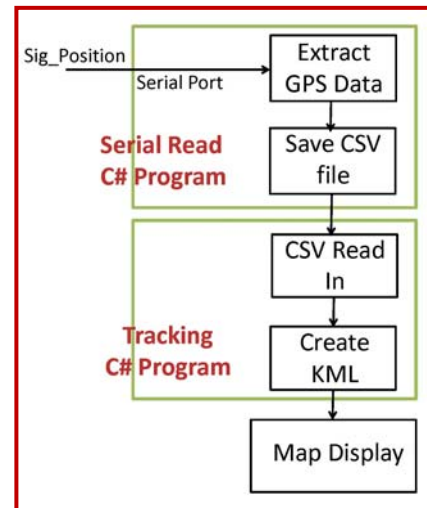 Sig_Position
Serial Port
Extract
GPS Data
Serial Read
C# Program
Save CSV
file
CSV Read
In
Tracking
C# Program
Create
KML
Map Display